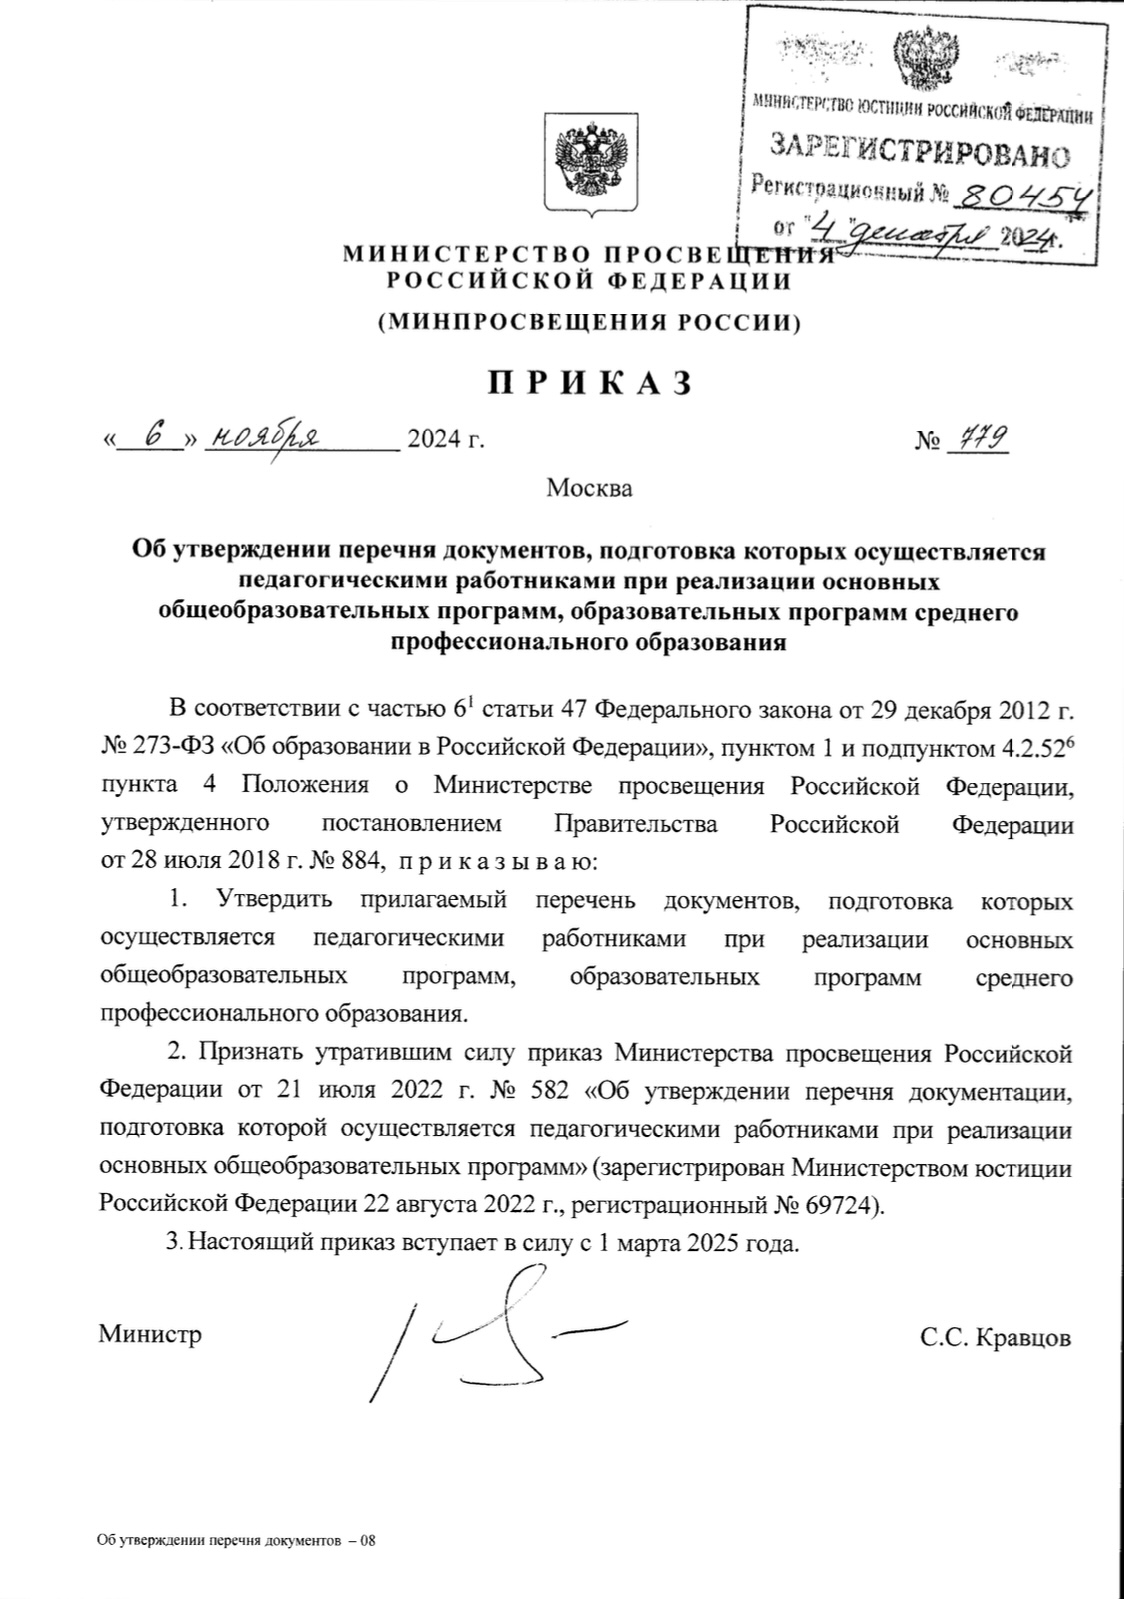 МИНИСТЕРСТВО ЮСТИЦИИ РОССИЙСКОЙ ФЕДЕРАЦИИ
ЗАРЕГИСТРИРОВАНО
Регистрационный № 80454
от "4" декабря 2024г.
МИНИСТЕРСТВО ПРОСВЕЩЕНИЯ
РОССИЙСКОЙ ФЕДЕРАЦИИ
(МИНПРОСВЕЩЕНИЯ РОССИИ)
ПРИКАЗ
«6» ноября 2024 г. № 779
Москва
Об утверждении перечня документов, подготовка которых осуществляется
педагогическими работниками при реализации основных
общеобразовательных программ, образовательных программ среднего
профессионального образования
В соответствии с частью 6¹ статьи 47 Федерального закона от 29 декабря 2012 г.
№ 273-ФЗ «Об образовании в Российской Федерации», пунктом 1 и подпунктом 4.2.52⁶
пункта 4 Положения о Министерстве просвещения Российской Федерации,
утвержденного постановлением Правительства Российской Федерации
от 28 июля 2018 г. № 884, п р и к а з ы в а ю:
1. Утвердить прилагаемый перечень документов, подготовка которых
осуществляется педагогическими работниками при реализации основных
общеобразовательных программ, образовательных программ среднего
профессионального образования.
2. Признать утратившим силу приказ Министерства просвещения Российской
Федерации от 21 июля 2022 г. № 582 «Об утверждении перечня документации,
подготовка которой осуществляется педагогическими работниками при реализации
основных общеобразовательных программ» (зарегистрирован Министерством юстиции
Российской Федерации 22 августа 2022 г., регистрационный № 69724).
3. Настоящий приказ вступает в силу с 1 марта 2025 года.
Министр С.С. Кравцов
Об утверждении перечня документов – 08